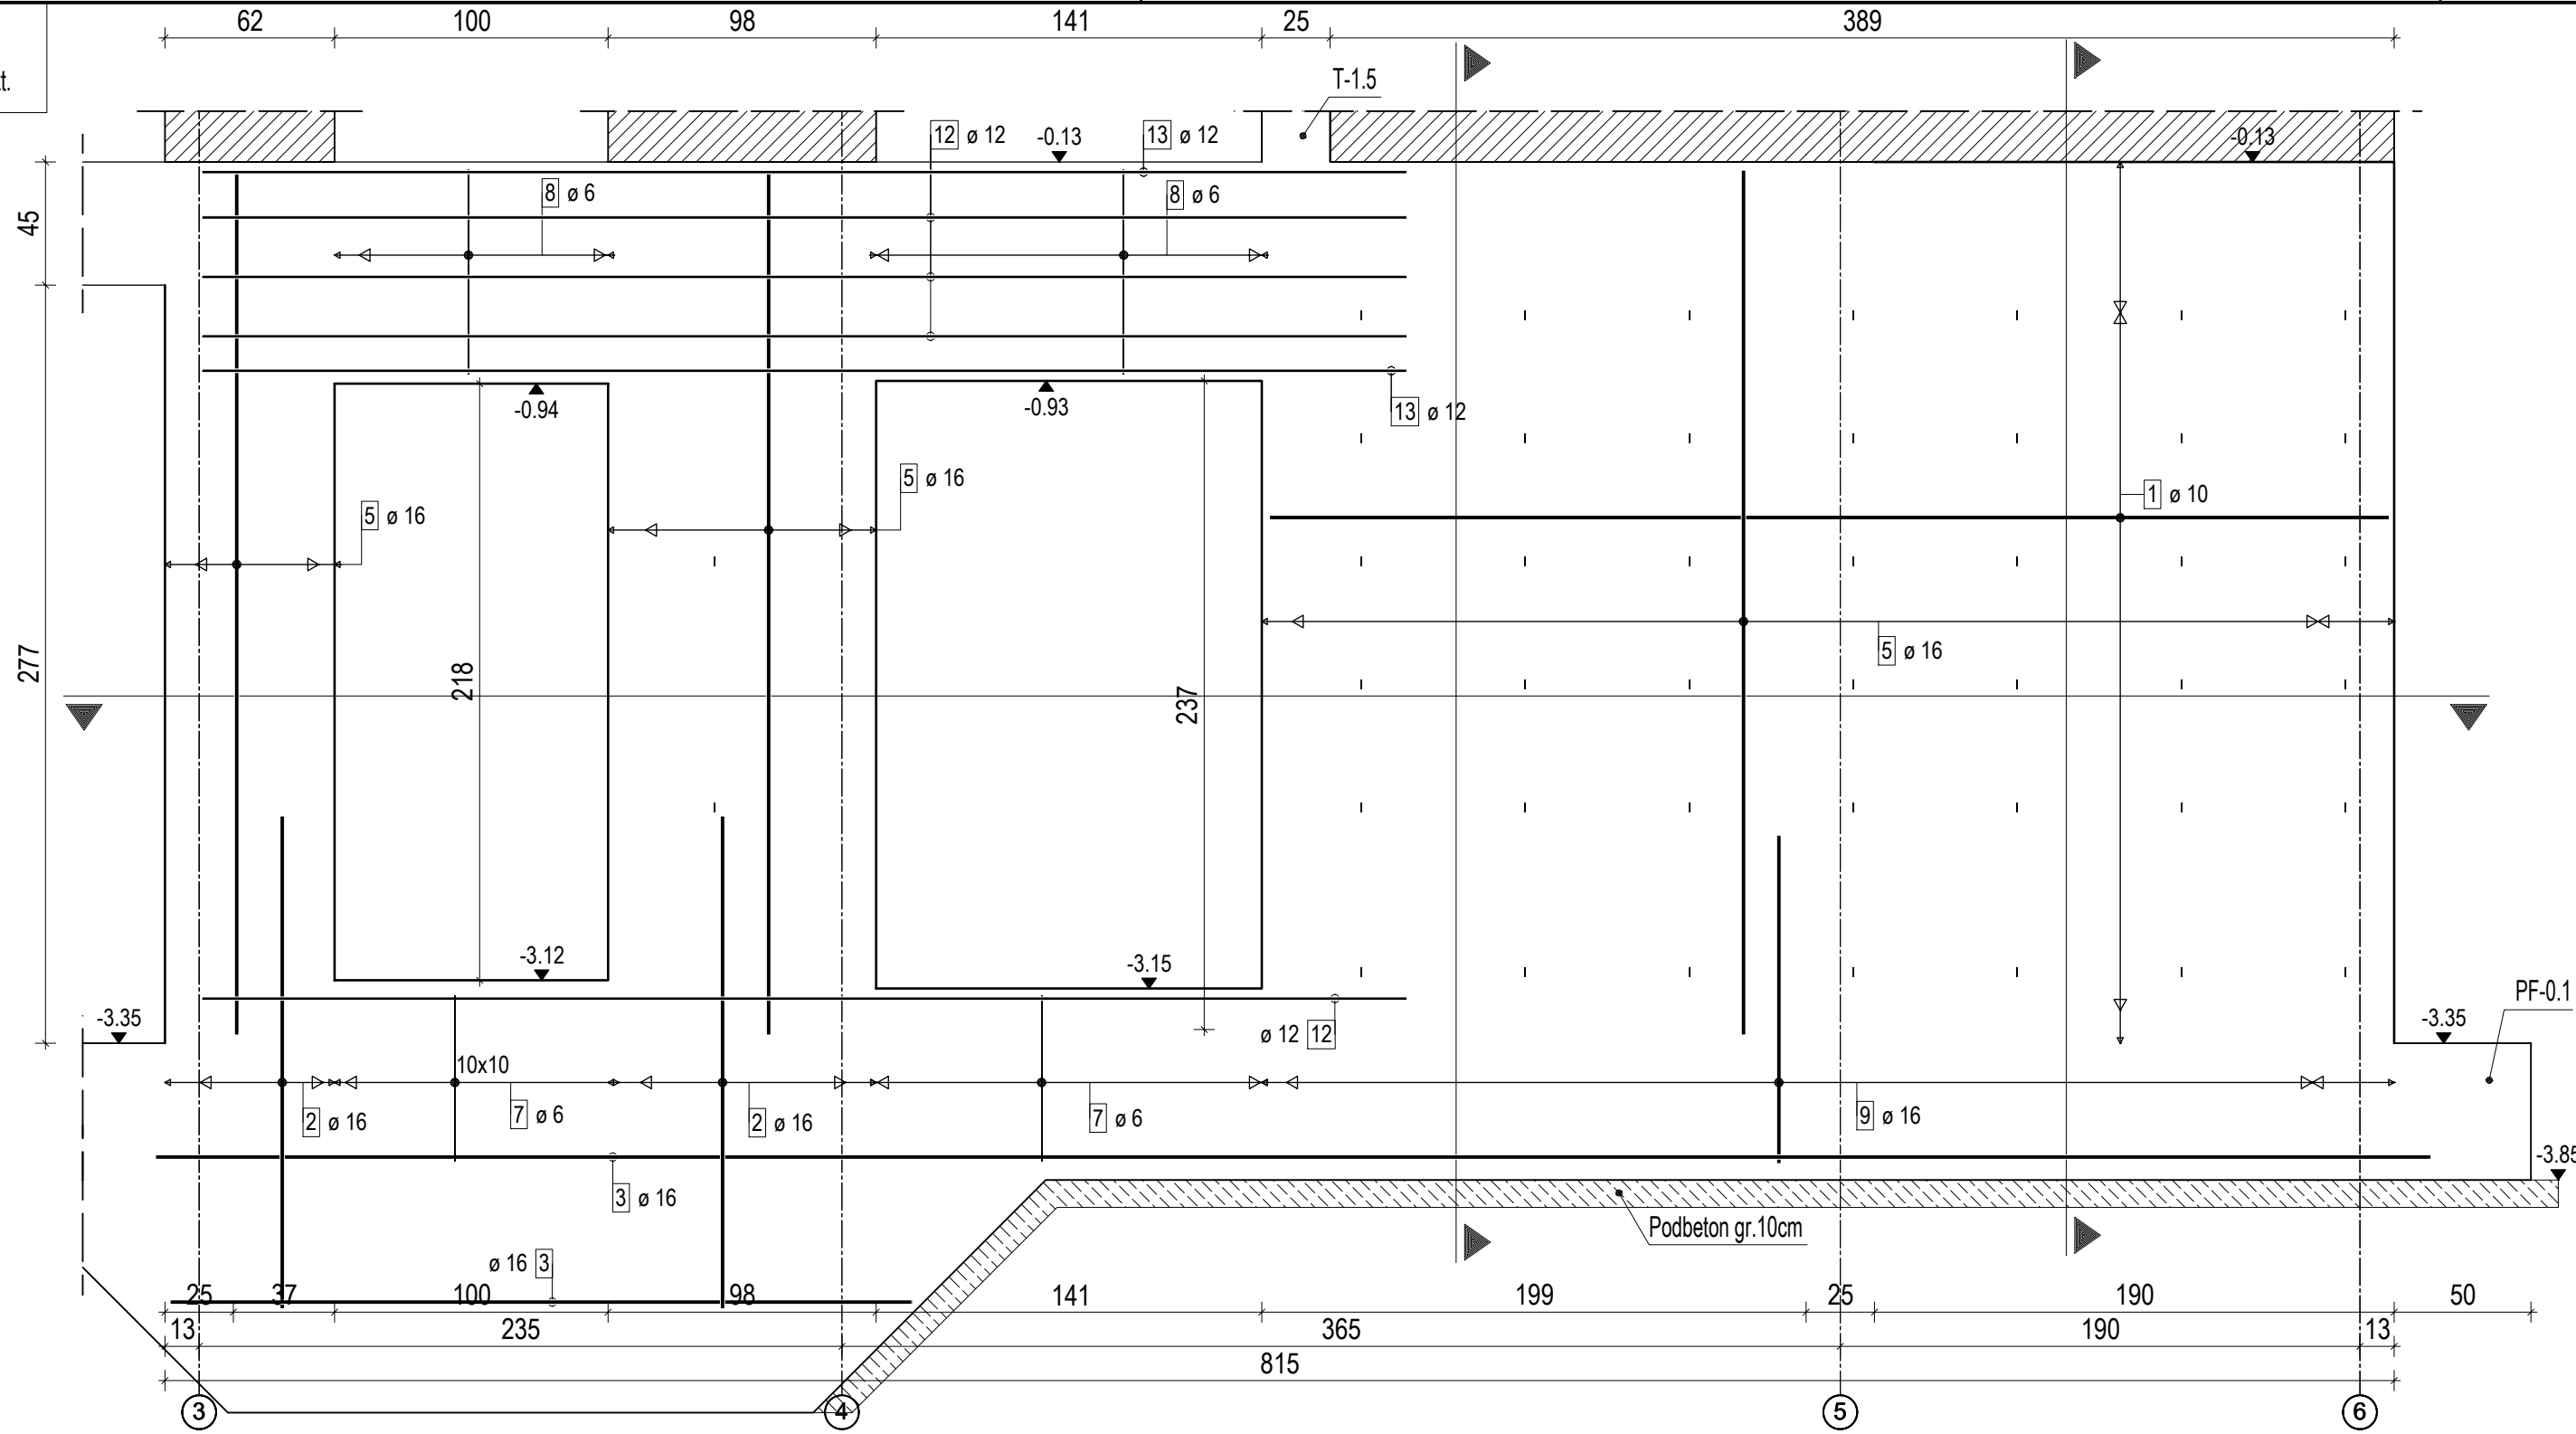 62 100 98 141 25 389
t.
T-1.5
12 ø 12 -0.13 13 ø 12 -0.13
8 ø 6 8 ø 6
45
-0.94 -0.93 13 ø 12
5 ø 16 5 ø 16 1 ø 10
277 218 237 5 ø 16
-3.12 -3.15
-3.35 ø 12 12 -3.35 PF-0.1
10x10
2 ø 16 7 ø 6 2 ø 16 7 ø 6 9 ø 16
-3.85
3 ø 16
Podbeton gr.10cm
ø 16 3
25 37 100 98 141 199 25 190 50
13 235 365 190 13
815
3 4 5 6